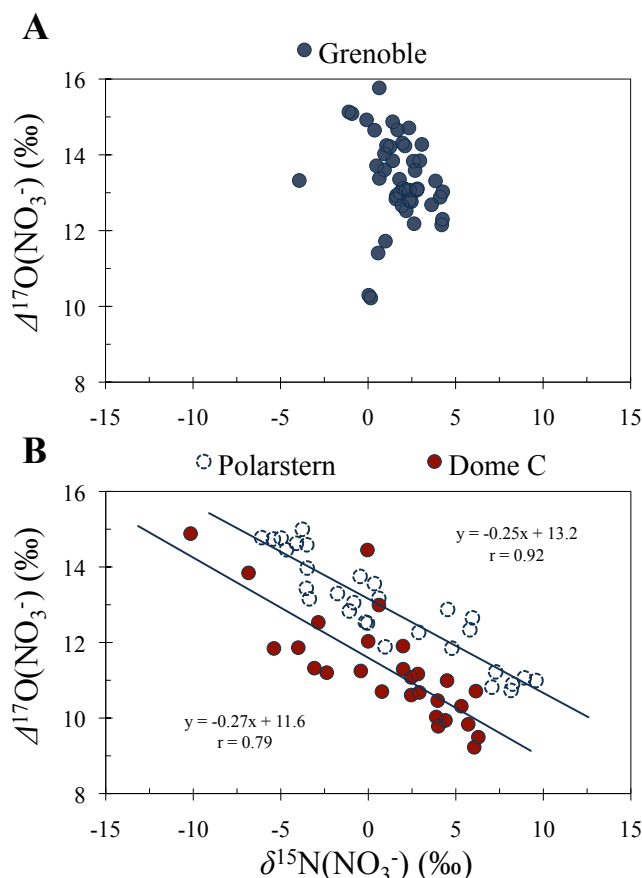 A
Grenoble
16
14
12
10
8
Δ¹⁷O(NO₃⁻) (‰)
-15 -10 -5 0 5 10 15
B
Polarstern Dome C
16
14
12
10
8
Δ¹⁷O(NO₃⁻) (‰)
y = -0.25x + 13.2
r = 0.92
y = -0.27x + 11.6
r = 0.79
-15 -10 -5 0 5 10 15
δ¹⁵N(NO₃⁻) (‰)